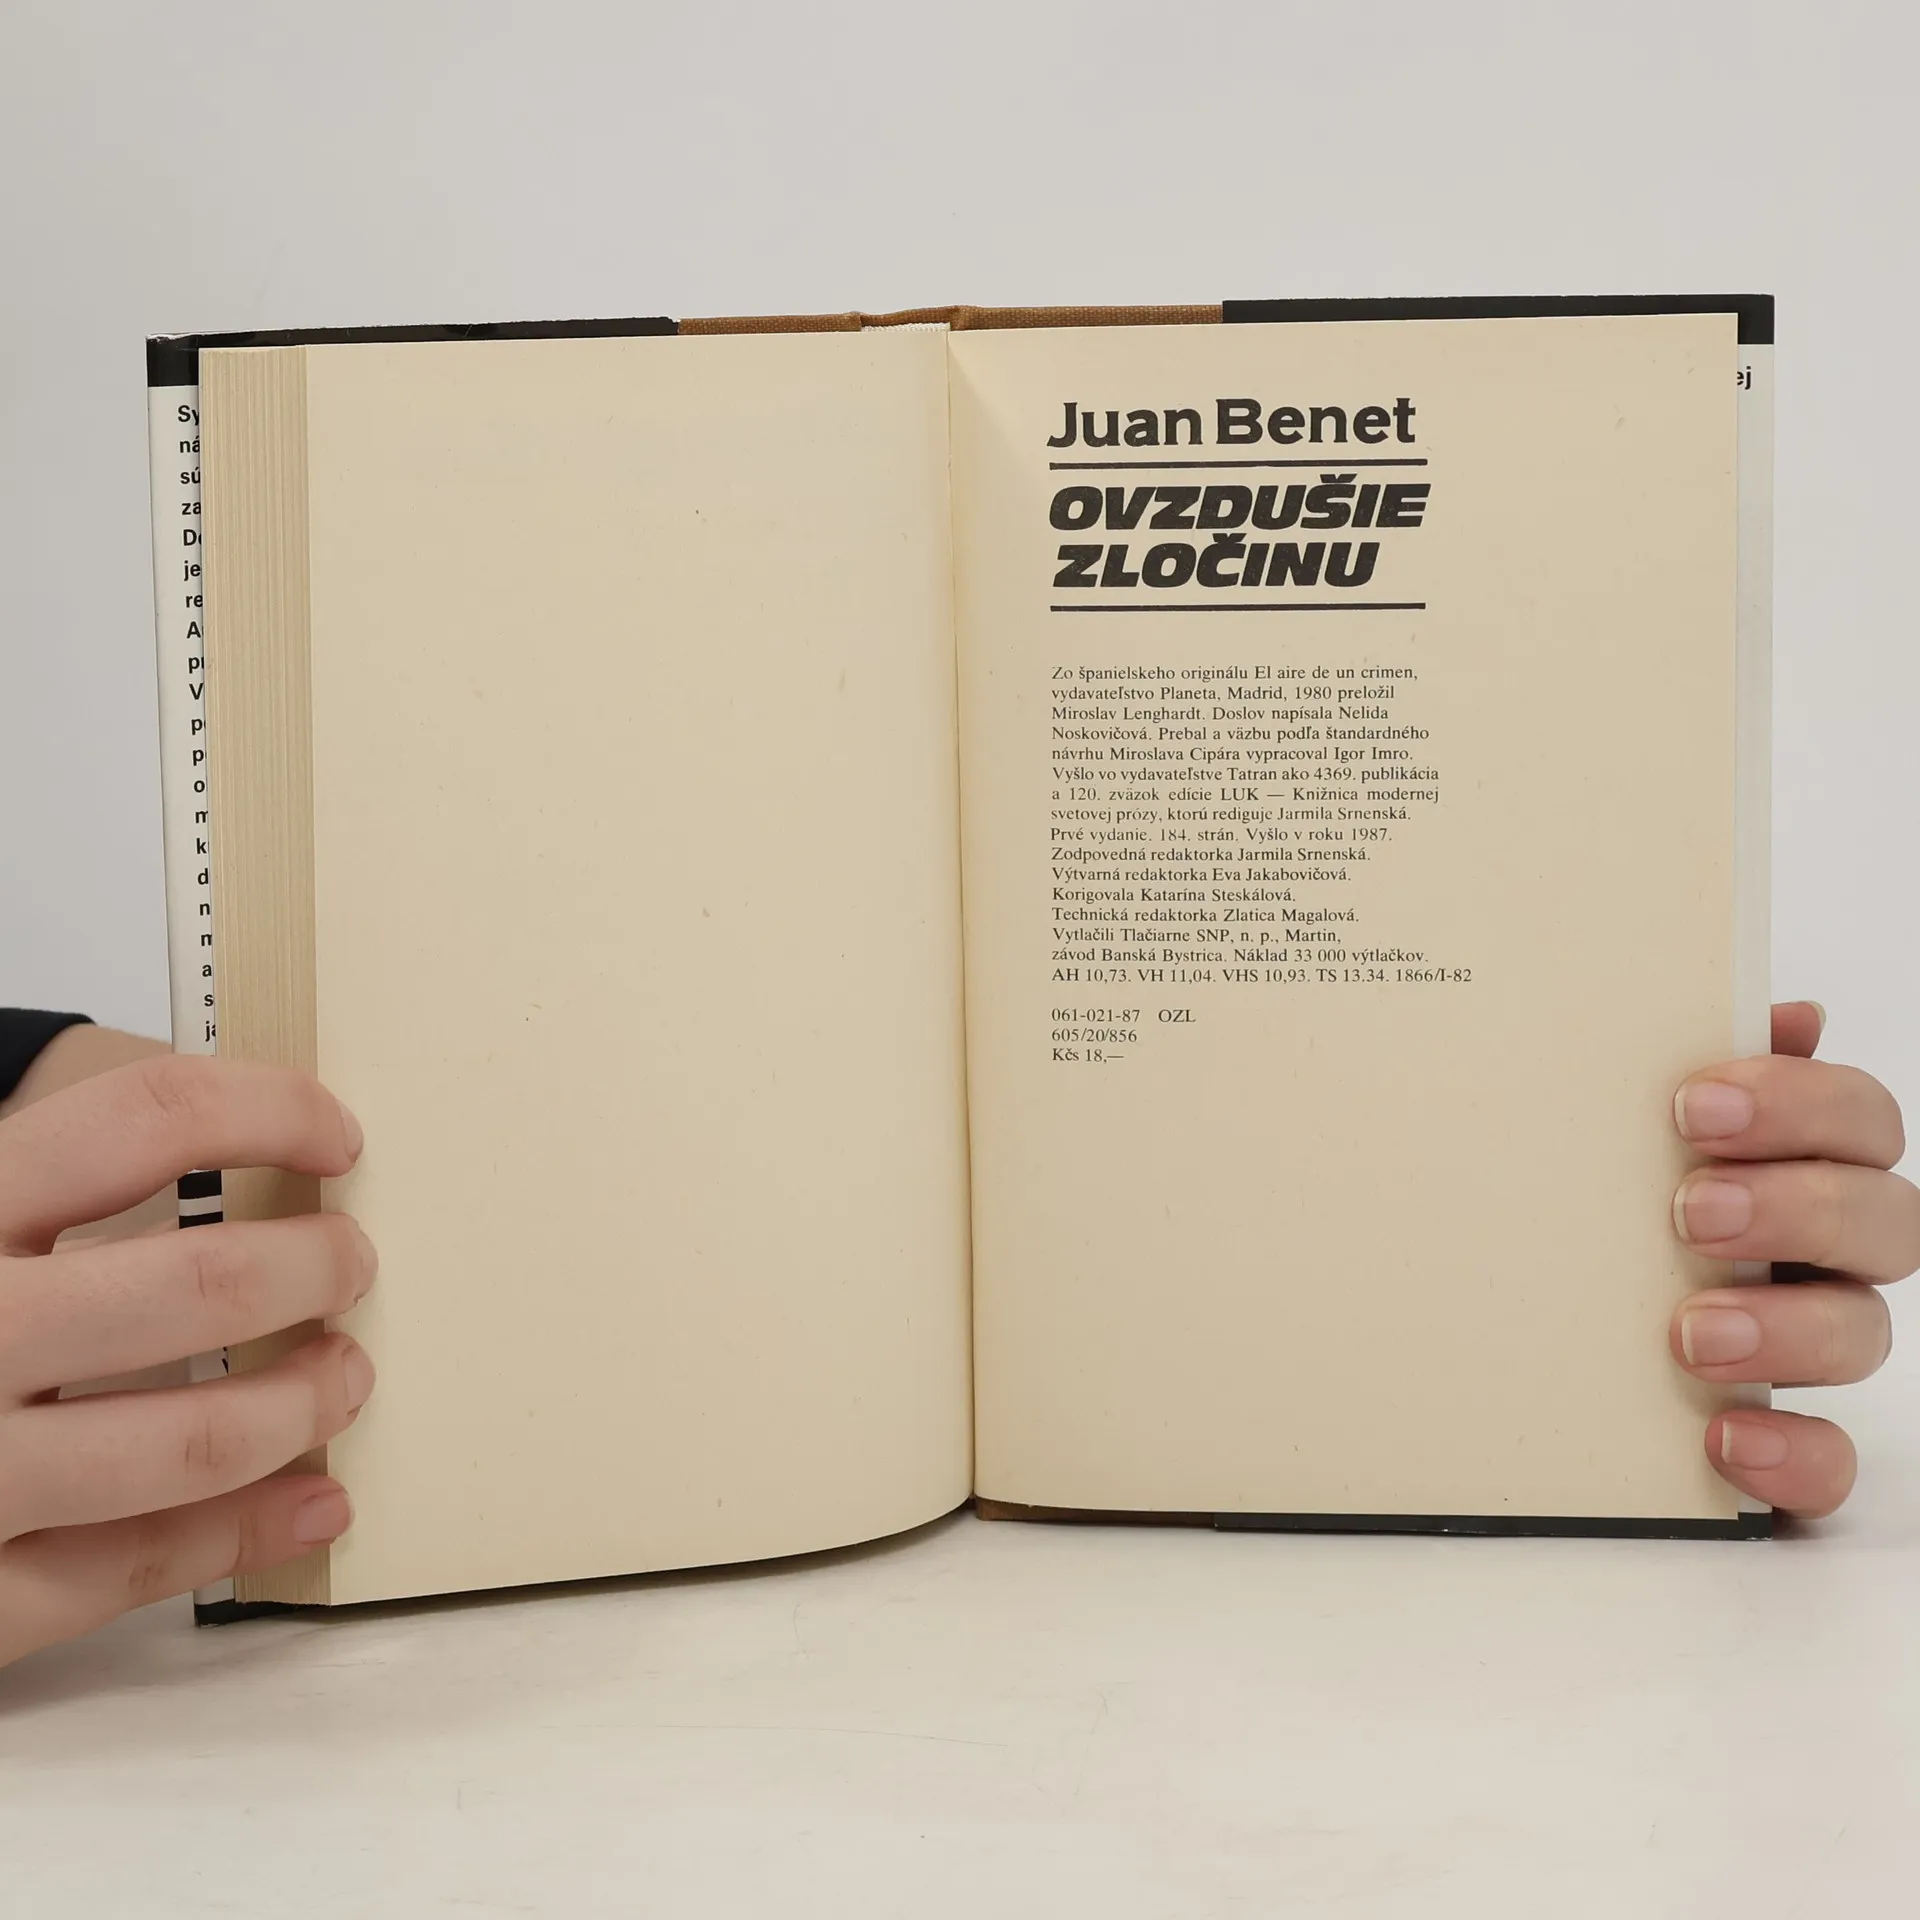 Juan Benet
OVZDUŠIE
ZLOČINU
Zo španielskeho originálu El aire de un crimen,
vydavateľstvo Planeta, Madrid, 1980 preložil
Miroslav Lenghardt. Doslov napísala Nelida
Noskovičová. Prebal a väzbu podľa štandardného
návrhu Miroslava Cipára vypracoval Igor Imro.
Vyšlo vo vydavateľstve Tatran ako 4369. publikácia
a 120. zväzok edície LUK — Knižnica modernej
svetovej prózy, ktorú rediguje Jarmila Srnenská.
Prvé vydanie. 184. strán. Vyšlo v roku 1987.
Zodpovedná redaktorka Jarmila Srnenská.
Výtvarná redaktorka Eva Jakabovičová.
Korigovala Katarína Steskálová.
Technická redaktorka Zlatica Magalová.
Vytlačili Tlačiarne SNP, n. p., Martin,
závod Banská Bystrica. Náklad 33 000 výtlačkov.
AH 10,73. VH 11,04. VHS 10,93. TS 13.34. 1866/I-82
061-021-87 OZL
605/20/856
Kčs 18,—